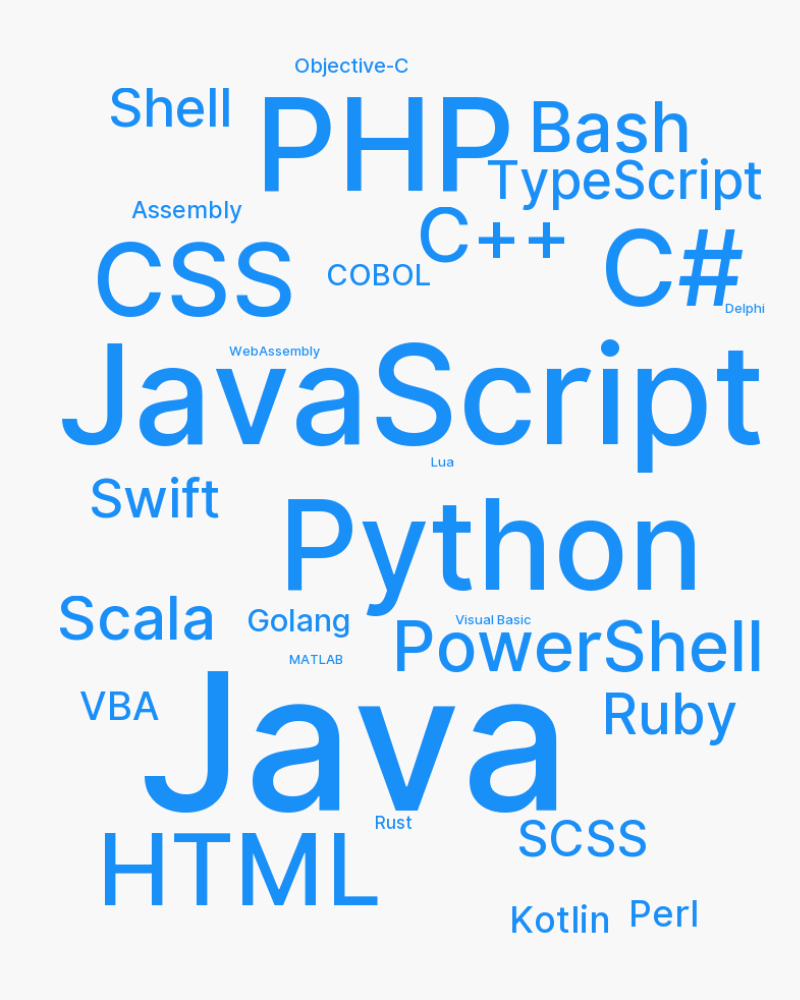 Objective-C
Shell
PHP
Bash
TypeScript
Assembly
C++
CSS
COBOL
C#
Delphi
WebAssembly
JavaScript
Lua
Swift
Python
Scala
Golang
Visual Basic
PowerShell
MATLAB
VBA
Java
Ruby
Rust
SCSS
HTML
Kotlin
Perl